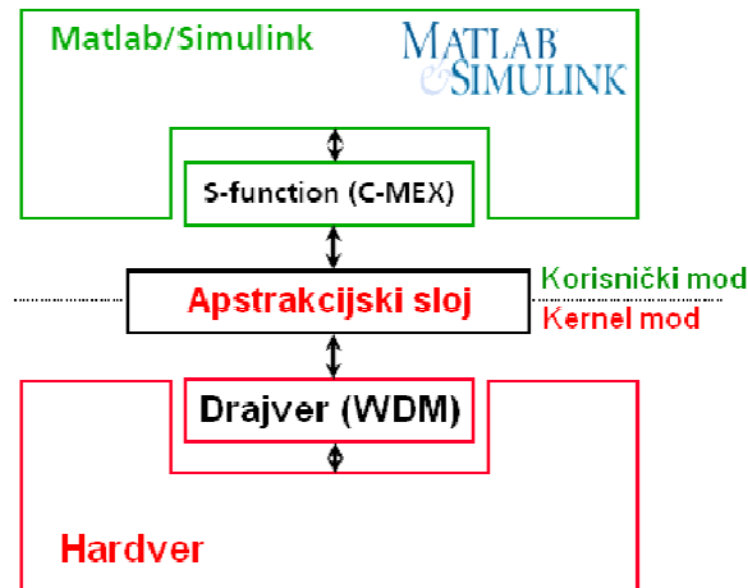 Matlab/Simulink
MATLAB
&SIMULINK
S-function (C-MEX)
Apstrakcijski sloj
Korisnički mod
Kernel mod
Drajver (WDM)
Hardver